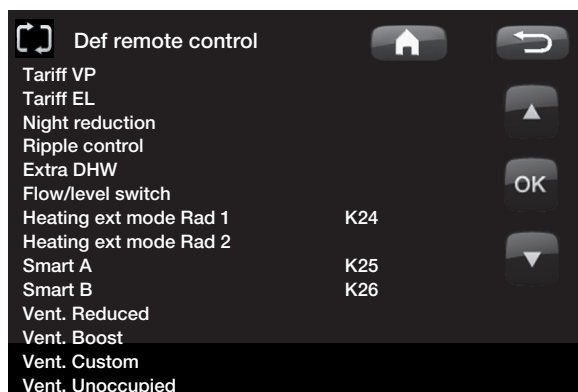 Def remote control
Tariff VP
Tariff EL
Night reduction
Ripple control
Extra DHW
OK
Flow/level switch
Heating ext mode Rad 1 K24
Heating ext mode Rad 2
Smart A K25
Smart B K26
Vent. Reduced
Vent. Boost
Vent. Custom
Vent. Unoccupied